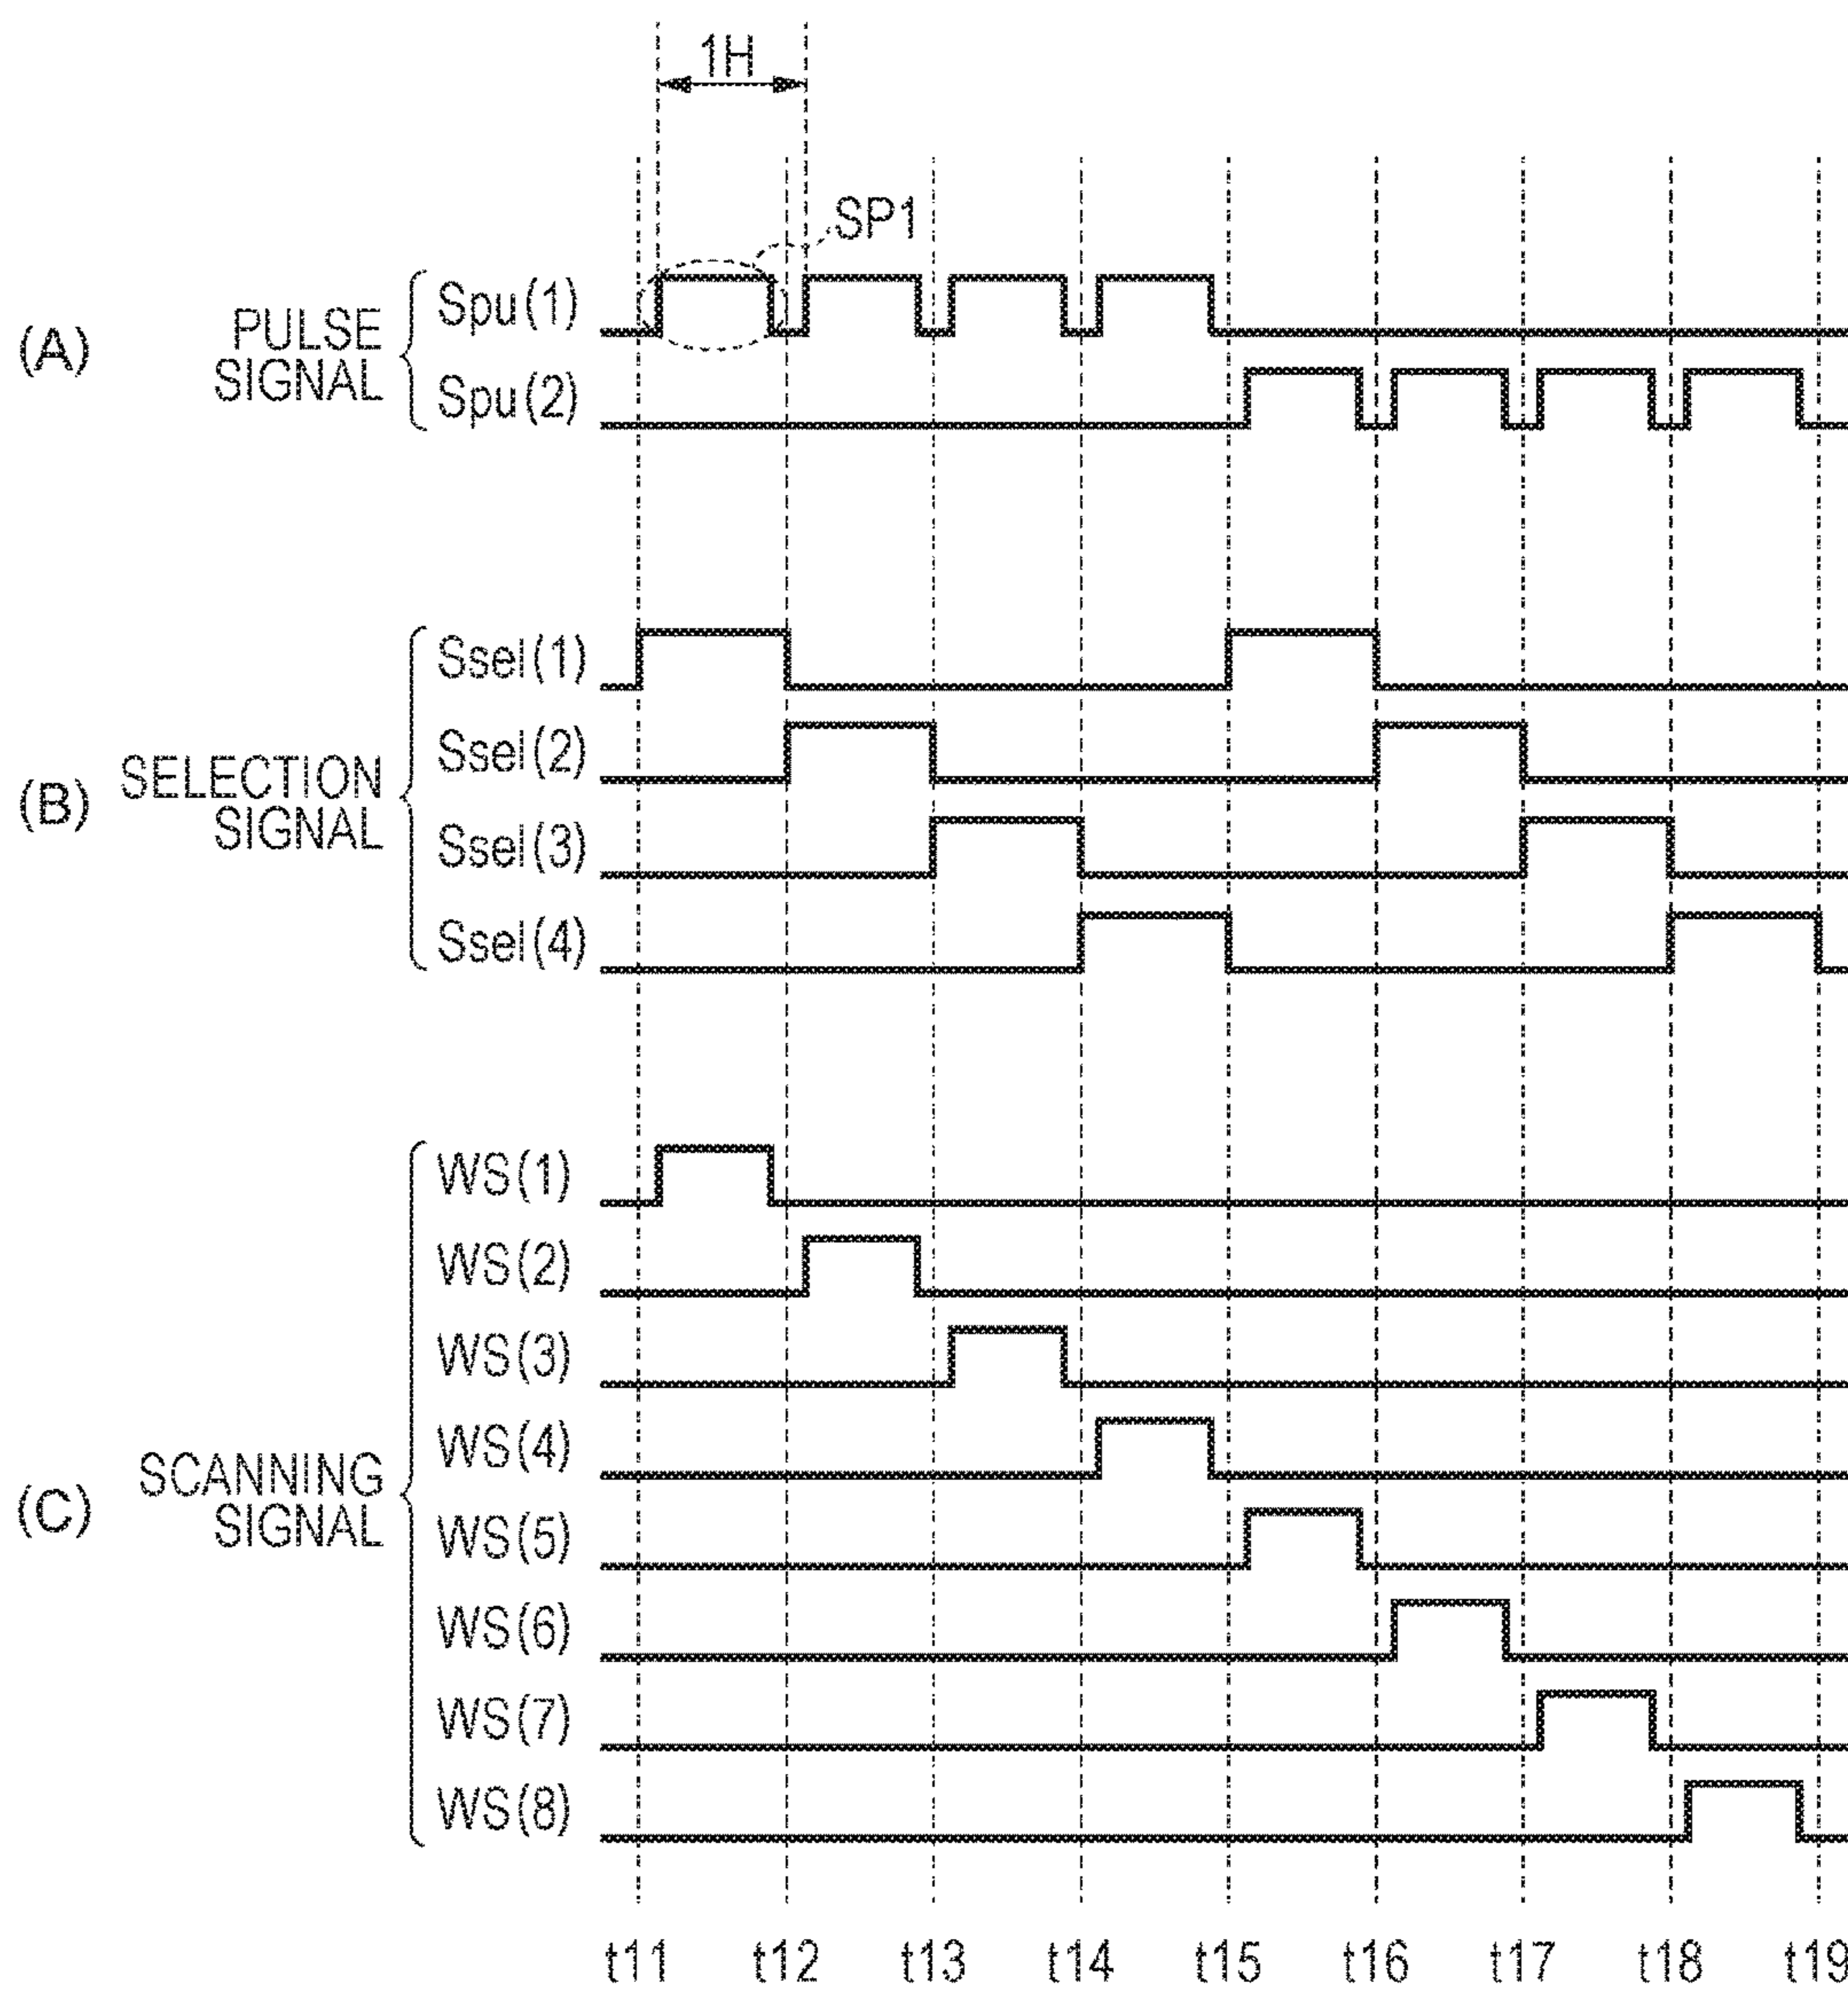 1H
SP1
(A)
PULSE
SIGNAL
Spu(1)
Spu(2)
(B)
SELECTION
SIGNAL
Ssel(1)
Ssel(2)
Ssel(3)
Ssel(4)
(C)
SCANNING
SIGNAL
WS(1)
WS(2)
WS(3)
WS(4)
WS(5)
WS(6)
WS(7)
WS(8)
t11 t12 t13 t14 t15 t16 t17 t18 t19